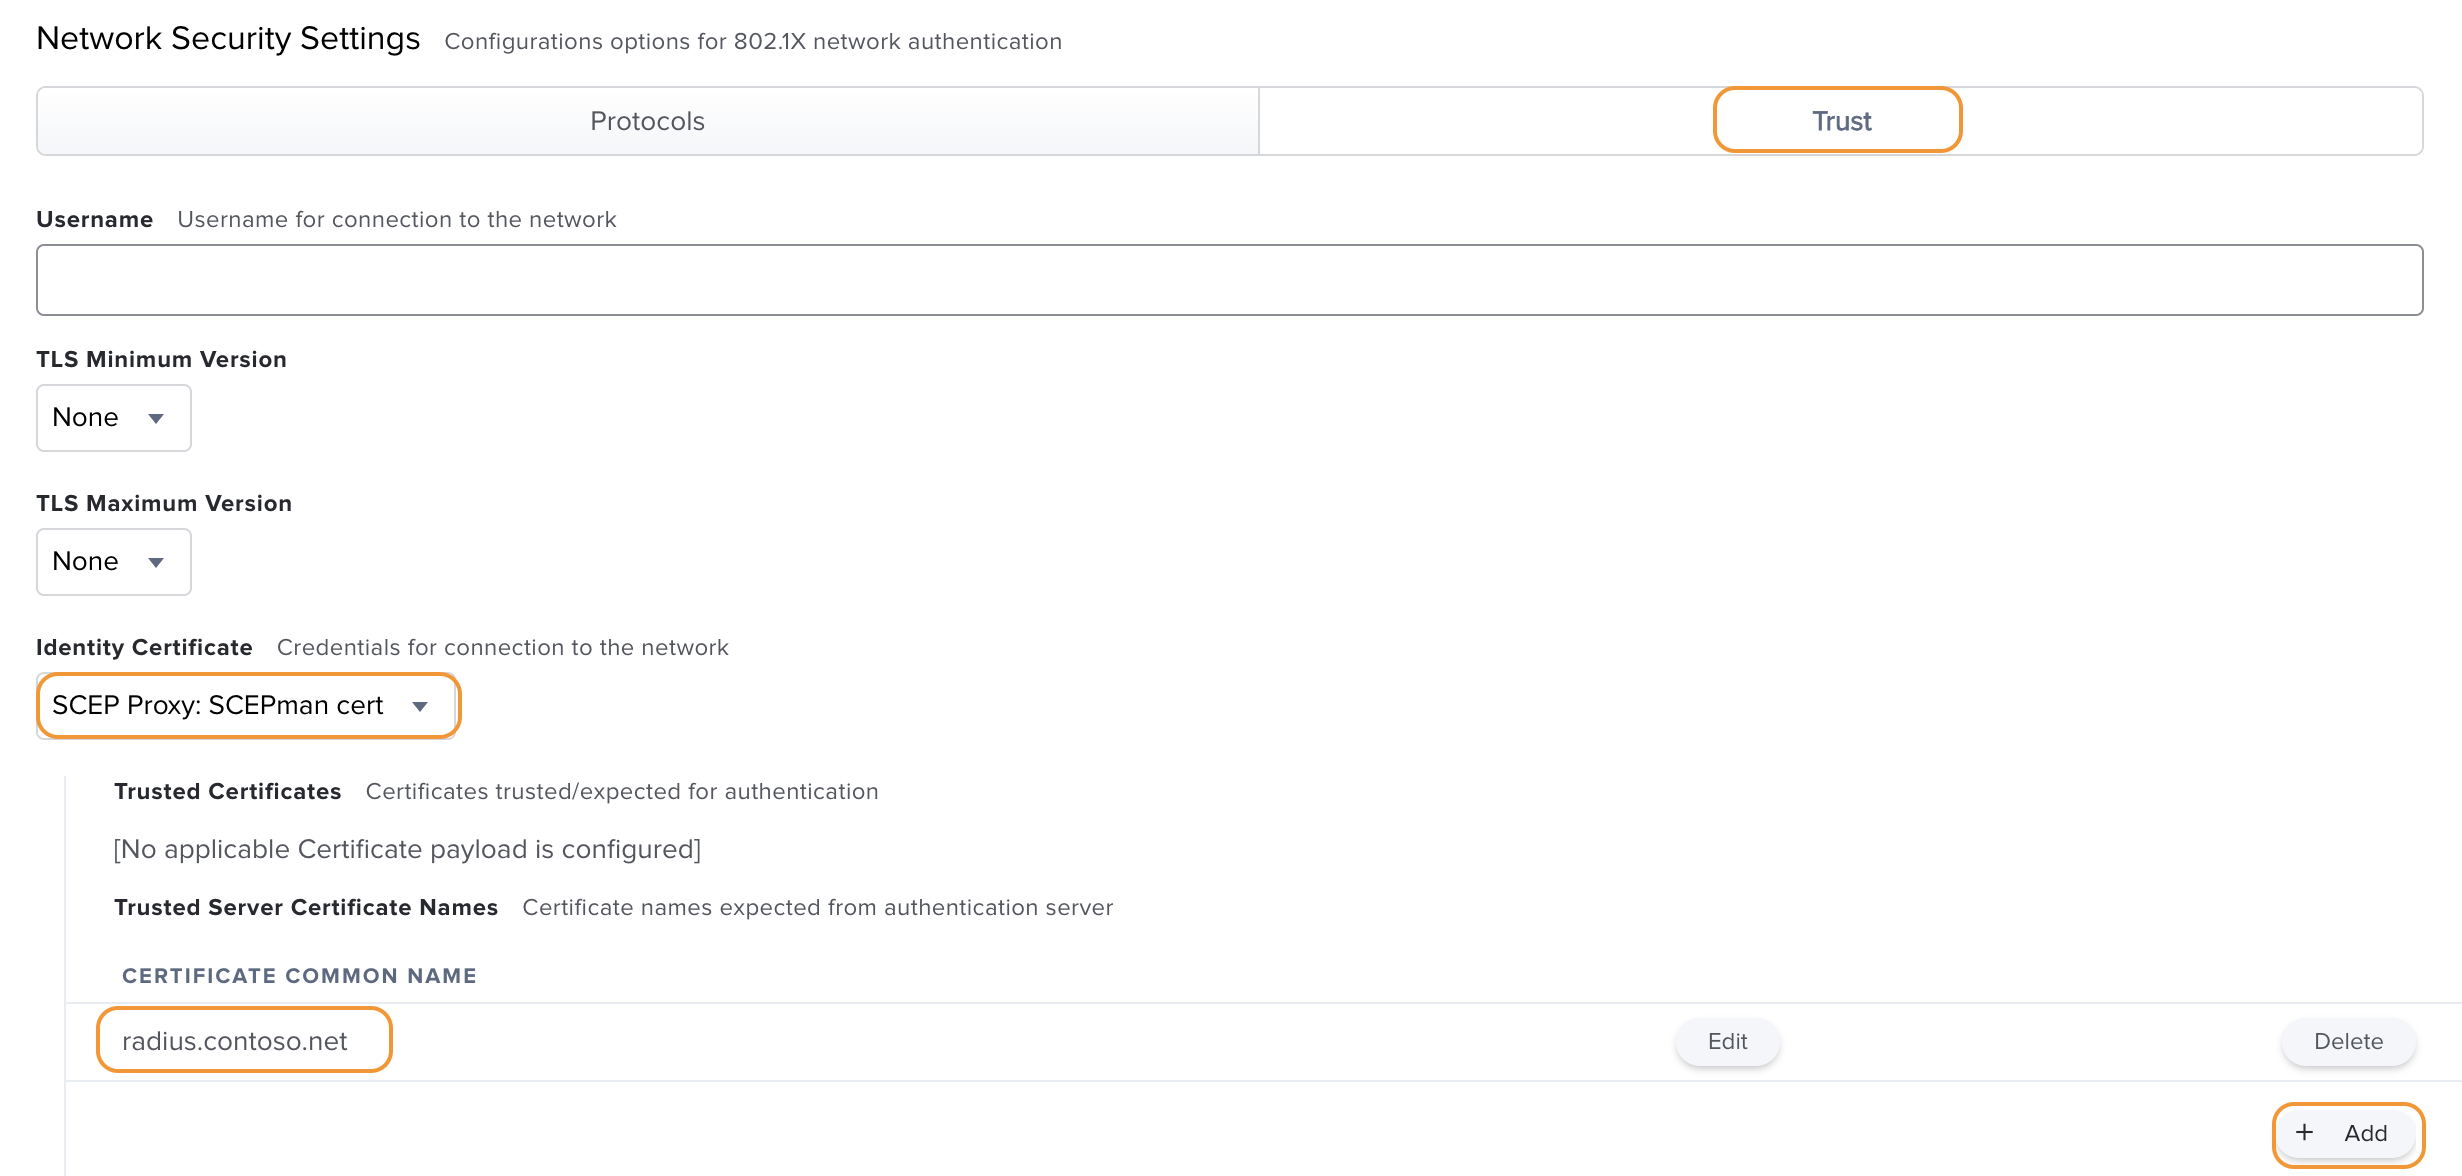 Network Security Settings Configurations options for 802.1X network authentication
Protocols Trust
Username Username for connection to the network
TLS Minimum Version
None
TLS Maximum Version
None
Identity Certificate Credentials for connection to the network
SCEP Proxy: SCEPman cert
Trusted Certificates Certificates trusted/expected for authentication
[No applicable Certificate payload is configured]
Trusted Server Certificate Names Certificate names expected from authentication server
CERTIFICATE COMMON NAME
radius.contoso.net Edit Delete
+ Add